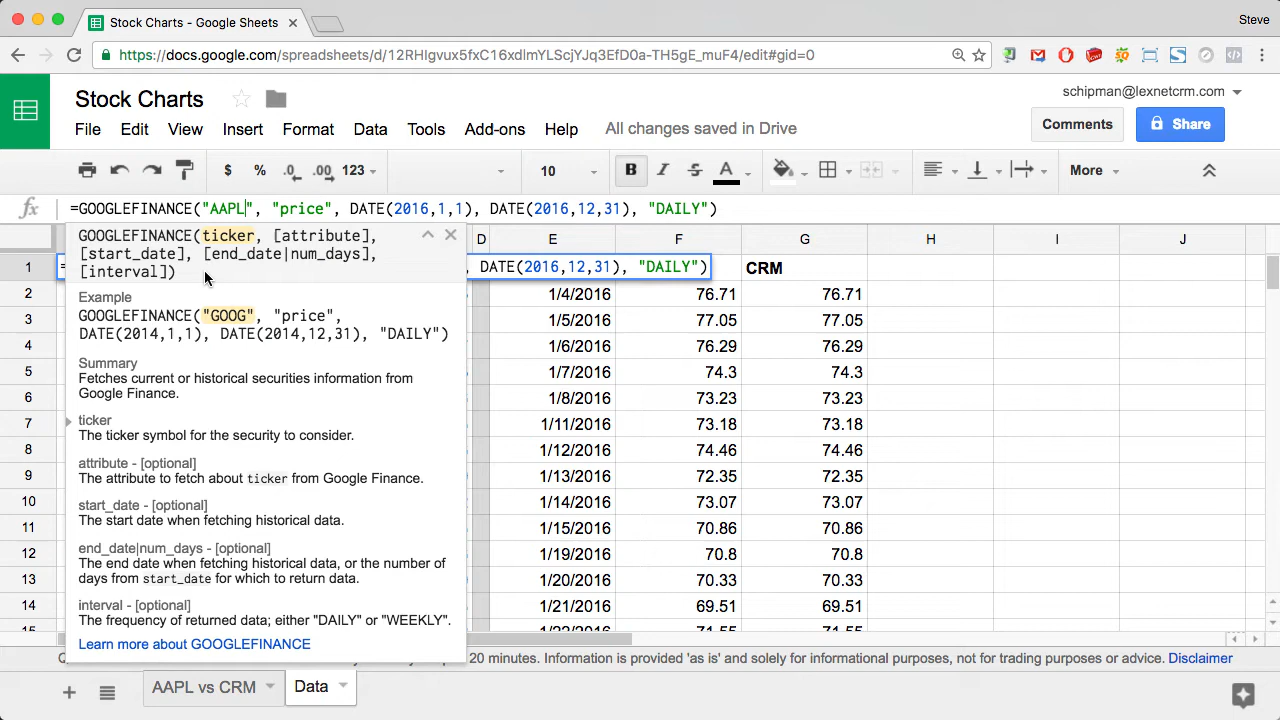 Stock Charts - Google Sheets
Steve
https://docs.google.com/spreadsheets/d/12RHIgvux5fxC16xdlmYLScjYJq3EfD0a-TH5gE_muF4/edit#gid=0
Stock Charts
schipman@lexnetcrm.com
File Edit View Insert Format Data Tools Add-ons Help All changes saved in Drive
Comments Share
$ % .0 .00 123 10 B I S A More
fx =GOOGLEFINANCE("AAPL", "price", DATE(2016,1,1), DATE(2016,12,31), "DAILY")
D E F G H I J
1 , DATE(2016,12,31), "DAILY") CRM
2 1/4/2016 76.71 76.71
3 1/5/2016 77.05 77.05
4 1/6/2016 76.29 76.29
5 1/7/2016 74.3 74.3
6 1/8/2016 73.23 73.23
7 1/11/2016 73.18 73.18
8 1/12/2016 74.46 74.46
9 1/13/2016 72.35 72.35
10 1/14/2016 73.07 73.07
11 1/15/2016 70.86 70.86
12 1/19/2016 70.8 70.8
13 1/20/2016 70.33 70.33
14 1/21/2016 69.51 69.51
GOOGLEFINANCE(ticker, [attribute],
[start_date], [end_date|num_days],
[interval])
Example
GOOGLEFINANCE("GOOG", "price",
DATE(2014,1,1), DATE(2014,12,31), "DAILY")
Summary
Fetches current or historical securities information from
Google Finance.
ticker
The ticker symbol for the security to consider.
attribute - [optional]
The attribute to fetch about ticker from Google Finance.
start_date - [optional]
The start date when fetching historical data.
end_date|num_days - [optional]
The end date when fetching historical data, or the number of
days from start_date for which to return data.
interval - [optional]
The frequency of returned data; either "DAILY" or "WEEKLY".
Learn more about GOOGLEFINANCE
20 minutes. Information is provided 'as is' and solely for informational purposes, not for trading purposes or advice. Disclaimer
AAPL vs CRM Data